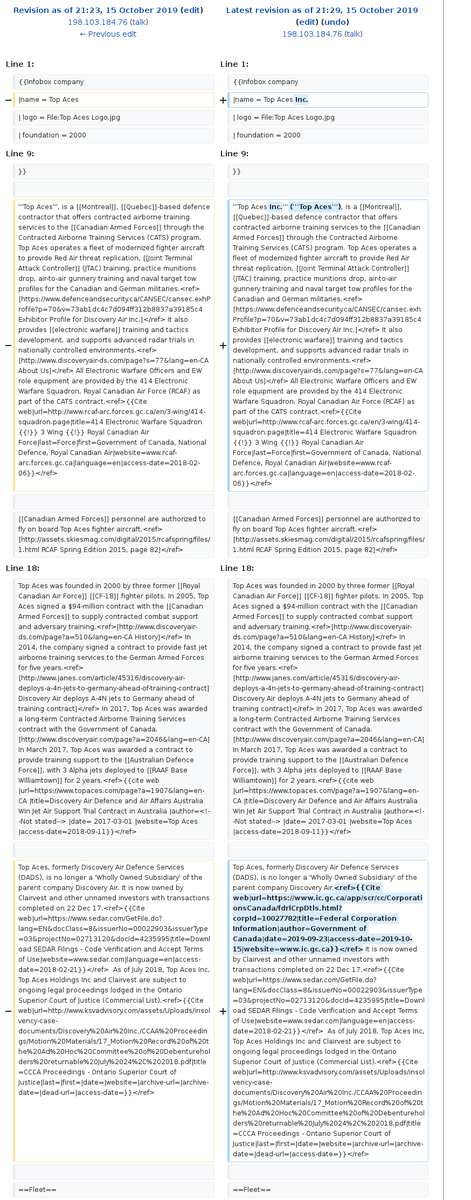 Revision as of 21:23, 15 October 2019 (edit)
198.103.184.76 (talk)
← Previous edit
Latest revision as of 21:29, 15 October 2019
(edit) (undo)
198.103.184.76 (talk)
Line 1:
Line 1:
{{Infobox company
{{Infobox company
− |name = Top Aces
+ |name = Top Aces Inc.
| logo = File:Top Aces Logo.jpg
| logo = File:Top Aces Logo.jpg
| foundation = 2000
| foundation = 2000
Line 9:
Line 9:
}}
}}
−
'''Top Aces''', is a [[Montreal]], [[Quebec]]-based defence
contractor that offers contracted airborne training
services to the [[Canadian Armed Forces]] through the
Contracted Airborne Training Services (CATS) program.
Top Aces operates a fleet of modernized fighter aircraft
to provide Red Air threat replication, [[Joint Terminal
Attack Controller]] (JTAC) training, practice munitions
drop, air-to-air gunnery training and naval target tow
profiles for the Canadian and German militaries.<ref>
[https://www.defenceandsecurity.ca/CANSEC/cansec.exhP
rofile?p=70&v=73ab1dc4c7d094ff312b8837a39185c4
Exhibitor Profile for Discovery Air Inc.]</ref> It also
provides [[electronic warfare]] training and tactics
development, and supports advanced radar trials in
nationally controlled environments.<ref>
[http://www.discoveryair-ds.com/page?s=77&lang=en-CA
About Us]</ref> All Electronic Warfare Officers and EW
role equipment are provided by the 414 Electronic
Warfare Squadron, Royal Canadian Air Force (RCAF) as
part of the CATS contract.<ref>{{Cite
web|url=http://www.rcaf-arc.forces.gc.ca/en/3-wing/414-
squadron.page|title=414 Electronic Warfare Squadron
{{!}} 3 Wing {{!}} Royal Canadian Air
Force|last=Force|first=Government of Canada, National
Defence, Royal Canadian Air|website=www.rcaf-
arc.forces.gc.ca|language=en|access-date=2018-02-
06}}</ref>
+
'''Top Aces Inc.''' ('''Top Aces'''), is a [[Montreal]],
[[Quebec]]-based defence contractor that offers
contracted airborne training services to the [[Canadian
Armed Forces]] through the Contracted Airborne
Training Services (CATS) program. Top Aces operates a
fleet of modernized fighter aircraft to provide Red Air
threat replication, [[Joint Terminal Attack Controller]]
(JTAC) training, practice munitions drop, air-to-air
gunnery training and naval target tow profiles for the
Canadian and German militaries.<ref>
[https://www.defenceandsecurity.ca/CANSEC/cansec.exh
Profile?p=70&v=73ab1dc4c7d094ff312b8837a39185c4
Exhibitor Profile for Discovery Air Inc.]</ref> It also
provides [[electronic warfare]] training and tactics
development, and supports advanced radar trials in
nationally controlled environments.<ref>
[http://www.discoveryair-ds.com/page?s=77&lang=en-CA
About Us]</ref> All Electronic Warfare Officers and EW
role equipment are provided by the 414 Electronic
Warfare Squadron, Royal Canadian Air Force (RCAF) as
part of the CATS contract.<ref>{{Cite
web|url=http://www.rcaf-arc.forces.gc.ca/en/3-wing/414-
squadron.page|title=414 Electronic Warfare Squadron
{{!}} 3 Wing {{!}} Royal Canadian Air
Force|last=Force|first=Government of Canada, National
Defence, Royal Canadian Air|website=www.rcaf-
arc.forces.gc.ca|language=en|access-date=2018-02-
06}}</ref>
[[Canadian Armed Forces]] personnel are authorized to
fly on board Top Aces fighter aircraft.<ref>
[http://assets.skiesmag.com/digital/2015/rcafspring/files/
1.html RCAF Spring Edition 2015, page 82]</ref>
[[Canadian Armed Forces]] personnel are authorized to
fly on board Top Aces fighter aircraft.<ref>
[http://assets.skiesmag.com/digital/2015/rcafspring/files/
1.html RCAF Spring Edition 2015, page 82]</ref>
Line 18:
Line 18:
Top Aces was founded in 2000 by three former [[Royal
Canadian Air Force]] [[CF-18]] fighter pilots. In 2005, Top
Aces signed a $94-million contract with the [[Canadian
Armed Forces]] to supply contracted combat support
and adversary training.<ref>[http://www.discoveryair-
ds.com/page?a=510&lang=en-CA History]</ref> In
2014, the company signed a contract to provide fast jet
airborne training services to the German Armed Forces
for five years.<ref>
[http://www.janes.com/article/45316/discovery-air-
deploys-a-4n-jets-to-germany-ahead-of-training-contract]
Discovery Air deploys A-4N jets to Germany ahead of
training contract]</ref> In 2017, Top Aces was awarded
a long-term Contracted Airborne Training Services
contract with the Government of Canada.
[http://www.discoveryair.com/page?a=2046&lang=en-CA]
In March 2017, Top Aces was awarded a contract to
provide training support to the [[Australian Defence
Force]], with 3 Alpha jets deployed to [[RAAF Base
Williamtown]] for 2 years.<ref>{{cite web
|url=https://www.topaces.com/page?a=1907&lang=en-
CA |title=Discovery Air Defence and Air Affairs Australia
Win Jet Air Support Trial Contract in Australia |author=<!-
-Not stated--> |date= 2017-03-01 |website=Top Aces
|access-date=2018-09-11}}</ref>
Top Aces was founded in 2000 by three former [[Royal
Canadian Air Force]] [[CF-18]] fighter pilots. In 2005, Top
Aces signed a $94-million contract with the [[Canadian
Armed Forces]] to supply contracted combat support
and adversary training.<ref>[http://www.discoveryair-
ds.com/page?a=510&lang=en-CA History]</ref> In
2014, the company signed a contract to provide fast jet
airborne training services to the German Armed Forces
for five years.<ref>
[http://www.janes.com/article/45316/discovery-air-
deploys-a-4n-jets-to-germany-ahead-of-training-contract]
Discovery Air deploys A-4N jets to Germany ahead of
training contract]</ref> In 2017, Top Aces was awarded
a long-term Contracted Airborne Training Services
contract with the Government of Canada.
[http://www.discoveryair.com/page?a=2046&lang=en-CA]
In March 2017, Top Aces was awarded a contract to
provide training support to the [[Australian Defence
Force]], with 3 Alpha jets deployed to [[RAAF Base
Williamtown]] for 2 years.<ref>{{cite web
|url=https://www.topaces.com/page?a=1907&lang=en-
CA |title=Discovery Air Defence and Air Affairs Australia
Win Jet Air Support Trial Contract in Australia |author=<!-
-Not stated--> |date= 2017-03-01 |website=Top Aces
|access-date=2018-09-11}}</ref>
−
Top Aces, formerly Discovery Air Defence Services
(DADS), is no longer a 'Wholly Owned Susbidiary' of the
parent company Discovery Air. It is now owned by
Clairvest and other unnamed investors with transactions
completed on 22 Dec 17.<ref>{{Cite
web|url=https://www.sedar.com/GetFile.do?
lang=EN&docClass=8&issuerNo=00022903&issuerType
=03&projectNo=02713120&docId=4235995|title=Downl
oad SEDAR Filings - Code Verification and Accept Terms
of Use|website=www.sedar.com|language=en|access-
date=2018-02-21}}</ref> As of July 2018, Top Aces Inc,
Top Aces Holdings Inc and Clairvest are subject to
ongoing legal proceedings lodged in the Ontario
Superior Court of Justice (Commercial List).<ref>{{Cite
web|url=http://www.ksvadvisory.com/assets/Uploads/insol
vency-case-
documents/Discovery%20Air%20Inc./CCAA%20Proceedin
gs/Motion%20Materials/17_Motion%20Record%20of%20t
he%20Ad%20Hoc%20Committee%20of%20Debentureh
olders%20returnable%20July%2024%2C%202018.pdf|title
=CCCA Proceedings - Ontario Superior Court of
Justice|last=|first=|date=|website=|archive-url=|archive-
date=|dead-url=|access-date=}}</ref>
+
Top Aces, formerly Discovery Air Defence Services
(DADS), is no longer a 'Wholly Owned Susbidiary' of the
parent company Discovery Air.<ref>{{Cite
web|url=https://www.ic.gc.ca/app/scr/cc/Corporati
onsCanada/fdrlCrpDtls.html?
corpId=10027782|title=Federal Corporation
Information|author=Government of
Canada|date=2019-09-23|access-date=2019-10-
15|website=www.ic.gc.ca}}</ref> It is now owned
by Clairvest and other unnamed investors with
transactions completed on 22 Dec 17.<ref>{{Cite
web|url=https://www.sedar.com/GetFile.do?
lang=EN&docClass=8&issuerNo=00022903&issuerType
=03&projectNo=02713120&docId=4235995|title=Downl
oad SEDAR Filings - Code Verification and Accept Terms
of Use|website=www.sedar.com|language=en|access-
date=2018-02-21}}</ref> As of July 2018, Top Aces Inc,
Top Aces Holdings Inc and Clairvest are subject to
ongoing legal proceedings lodged in the Ontario
Superior Court of Justice (Commercial List).<ref>{{Cite
web|url=http://www.ksvadvisory.com/assets/Uploads/insol
vency-case-
documents/Discovery%20Air%20Inc./CCAA%20Proceedin
gs/Motion%20Materials/17_Motion%20Record%20of%20t
he%20Ad%20Hoc%20Committee%20of%20Debenturehol
ders%20returnable%20July%2024%2C%202018.pdf|title
=CCCA Proceedings - Ontario Superior Court of
Justice|last=|first=|date=|website=|archive-url=|archive-
date=|dead-url=|access-date=}}</ref>
==Fleet==
==Fleet==